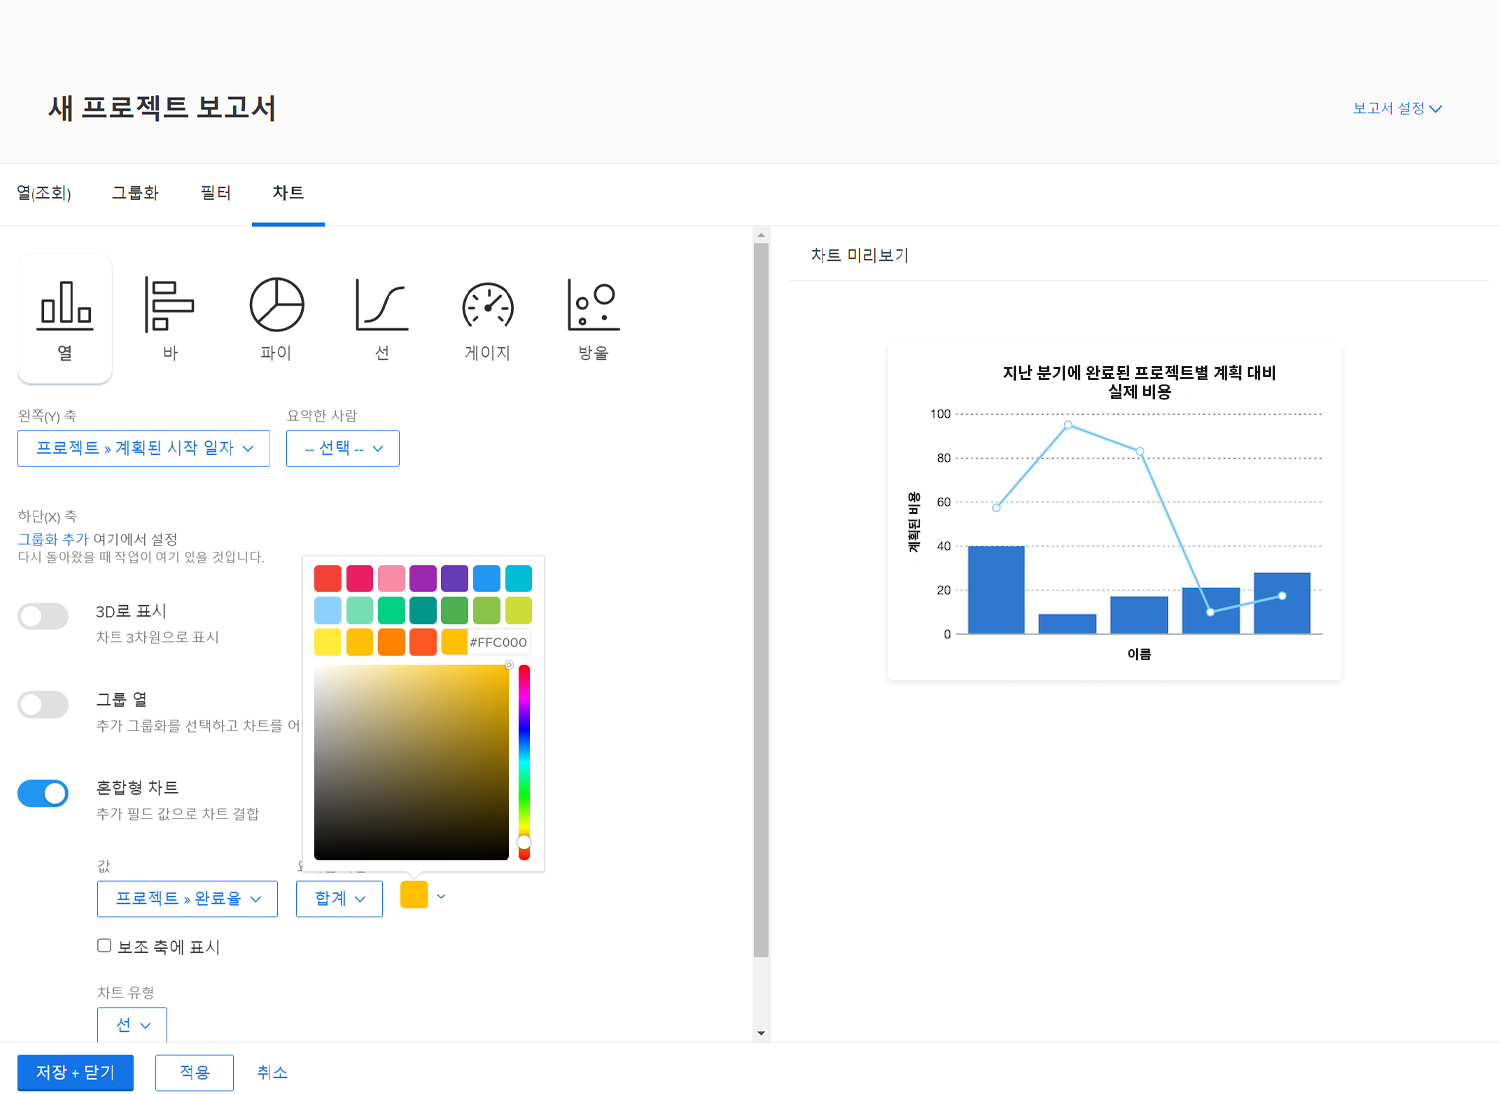 새 프로젝트 보고서
보고서 설정
열(조회) 그룹화 필터 차트
차트 미리보기
열 바 파이 선 게이지 방울
왼쪽(Y) 축 요약한 사람
프로젝트 » 계획된 시작 일자 -- 선택 --
하단(X) 축
그룹화 추가 여기에서 설정
다시 돌아왔을 때 작업이 여기 있을 것입니다.
3D로 표시
차트 3차원으로 표시
그룹 열
추가 그룹화를 선택하고 차트를 어
혼합형 차트
추가 필드 값으로 차트 결합
#FFC000
값
프로젝트 » 완료율 합계
보조 축에 표시
차트 유형
선
저장 + 닫기 적용 취소
지난 분기에 완료된 프로젝트별 계획 대비
실제 비용
100
80
60
40
20
0
계획된 비용
이름